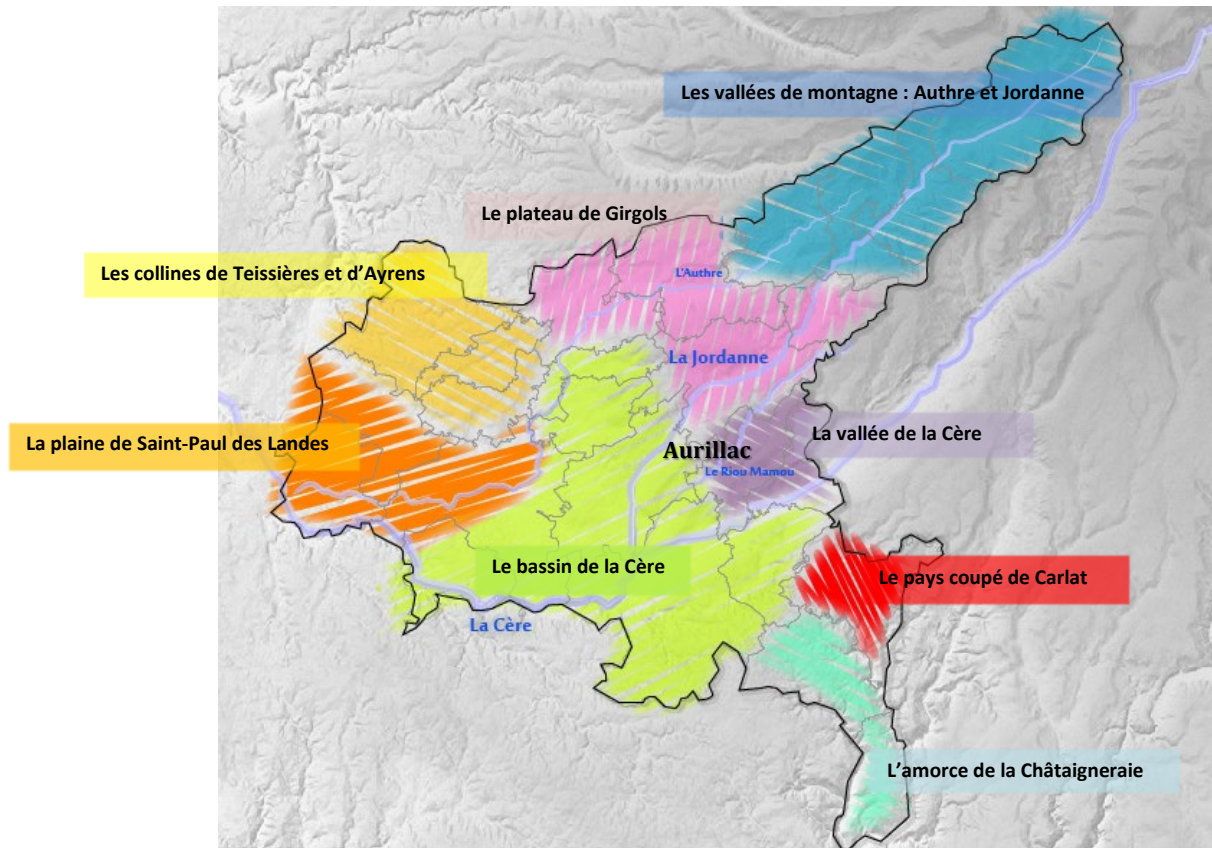 Les vallées de montagne : Authre et Jordanne
Le plateau de Girgols
Les collines de Teissières et d’Ayrens
L'Authre
La Jordanne
La plaine de Saint-Paul des Landes
La vallée de la Cère
Aurillac
Le Riou Mamou
Le bassin de la Cère
Le pays coupé de Carlat
La Cère
L’amorce de la Châtaigneraie